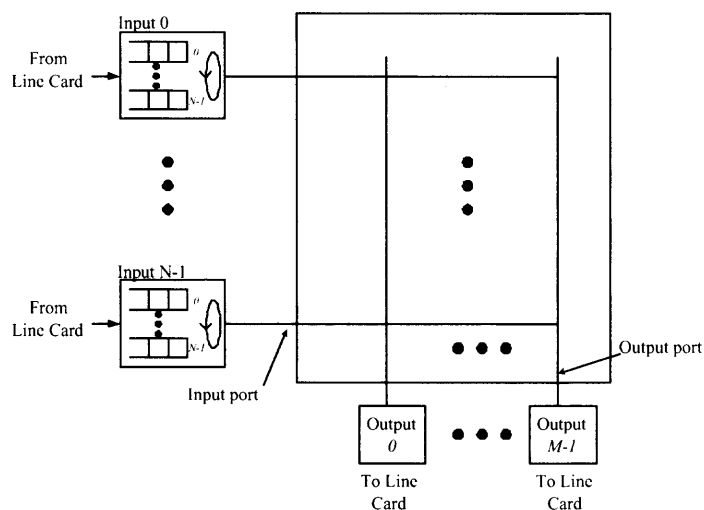 Input 0
From
Line Card
0
N-1
Input N-1
From
Line Card
0
N-1
Input port
Output port
Output
0
Output
M-1
To Line
Card
To Line
Card